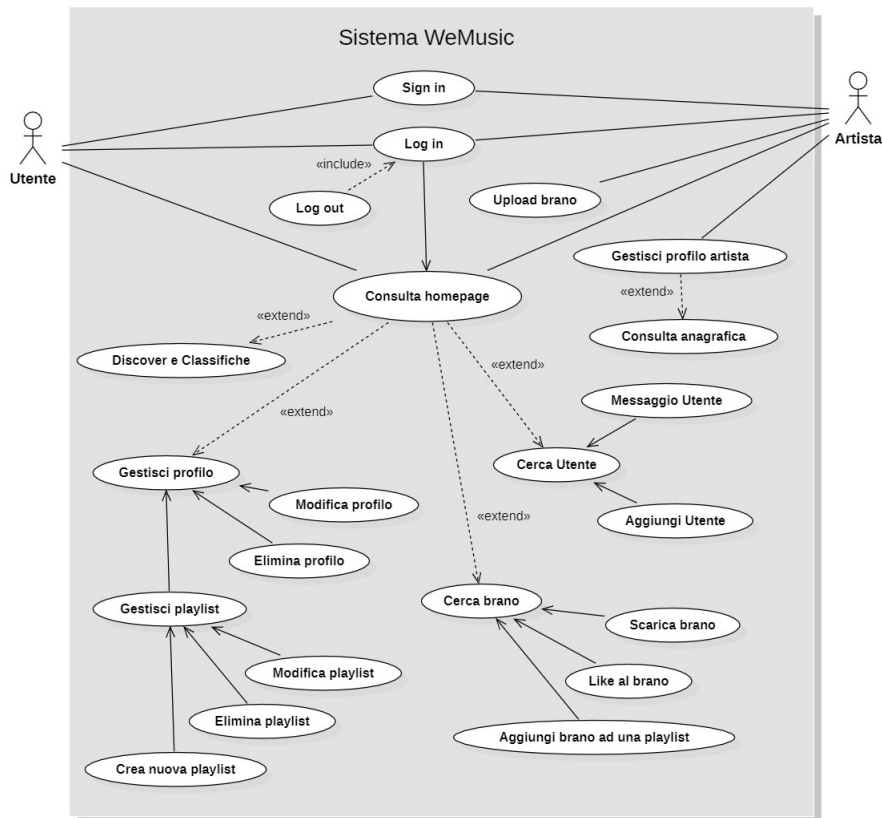 Sistema WeMusic
Sign in
Utente
Artista
Log in
«include»
Log out
Upload brano
Gestisci profilo artista
«extend»
Consulta homepage
Consulta anagrafica
«extend»
Discover e Classifiche
«extend»
Messaggio Utente
«extend»
Cerca Utente
Gestisci profilo
Modifica profilo
Aggiungi Utente
«extend»
Elimina profilo
Cerca brano
Gestisci playlist
Scarica brano
Modifica playlist
Like al brano
Elimina playlist
Aggiungi brano ad una playlist
Crea nuova playlist